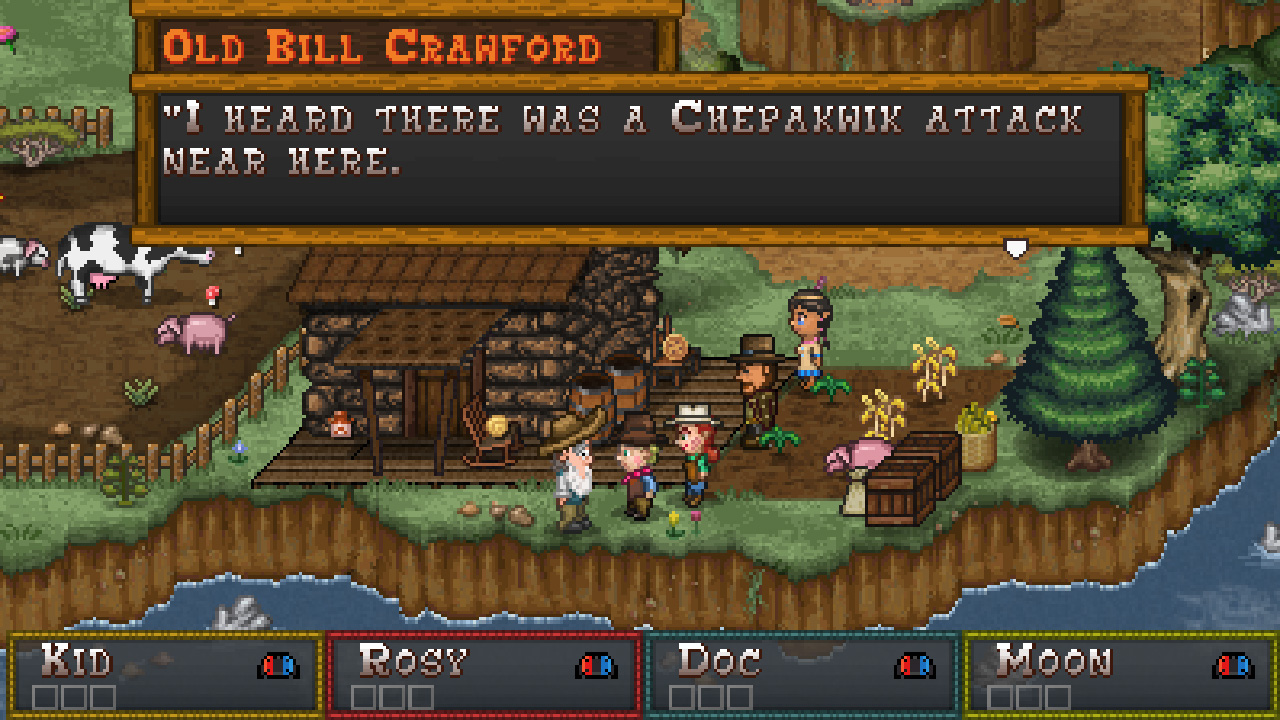 Old Bill Crawford
"I heard there was a Chepakwik attack
near here.
Kid
Rosy
Doc
Moon